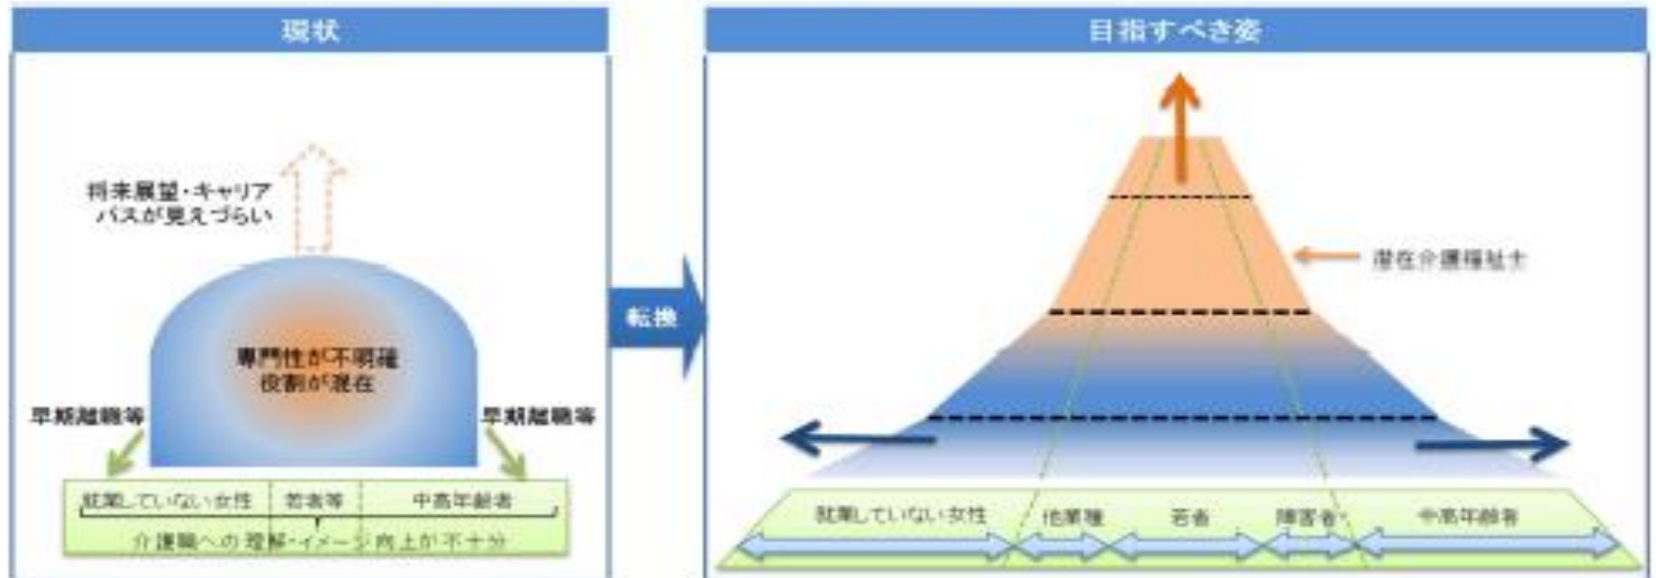 現状
将来展望・キャリア
パスが見えづらい
専門性が不明確
役割が混在
早期離職等
早期離職等
就業していない女性
若者等
中高年齢者
介護職への理解・イメージ向上が不十分
転換
目指すべき姿
潜在介護福祉士
就業していない女性
他業種
若者
障害者
中高年齢者